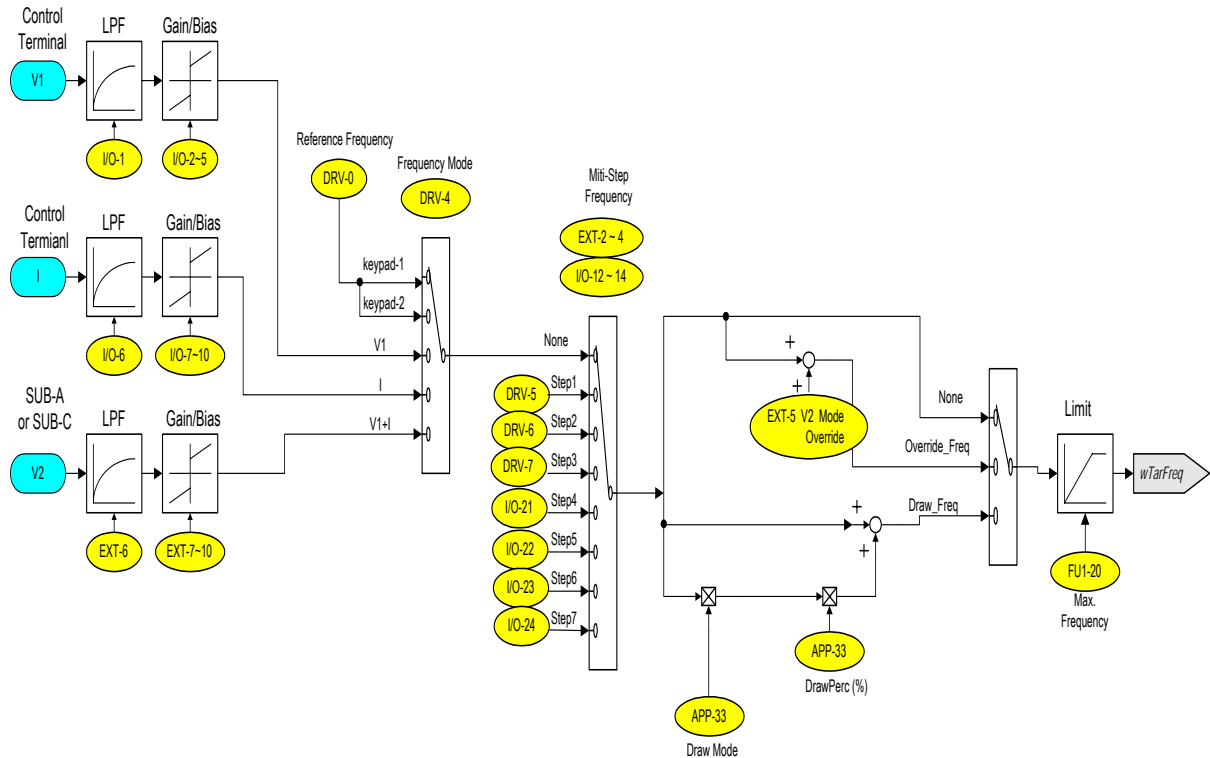 Control
Terminal
LPF
Gain/Bias
V1
I/O-1
I/O-2~5
Reference Frequency
DRV-0
Frequency Mode
DRV-4
Miti-Step
Frequency
EXT-2 ~ 4
I/O-12 ~ 14
Control
Termianl
LPF
Gain/Bias
I
I/O-6
I/O-7~10
keypad-1
keypad-2
V1
I
V1+I
SUB-A
or SUB-C
LPF
Gain/Bias
V2
EXT-6
EXT-7~10
None
DRV-5
Step1
DRV-6
Step2
DRV-7
Step3
I/O-21
Step4
I/O-22
Step5
I/O-23
Step6
I/O-24
Step7
+
+
EXT-5 V2 Mode
Override
+
+
APP-33
DrawPerc (%)
APP-33
Draw Mode
None
Override_Freq
Draw_Freq
Limit
wTarFreq
FU1-20
Max.
Frequency